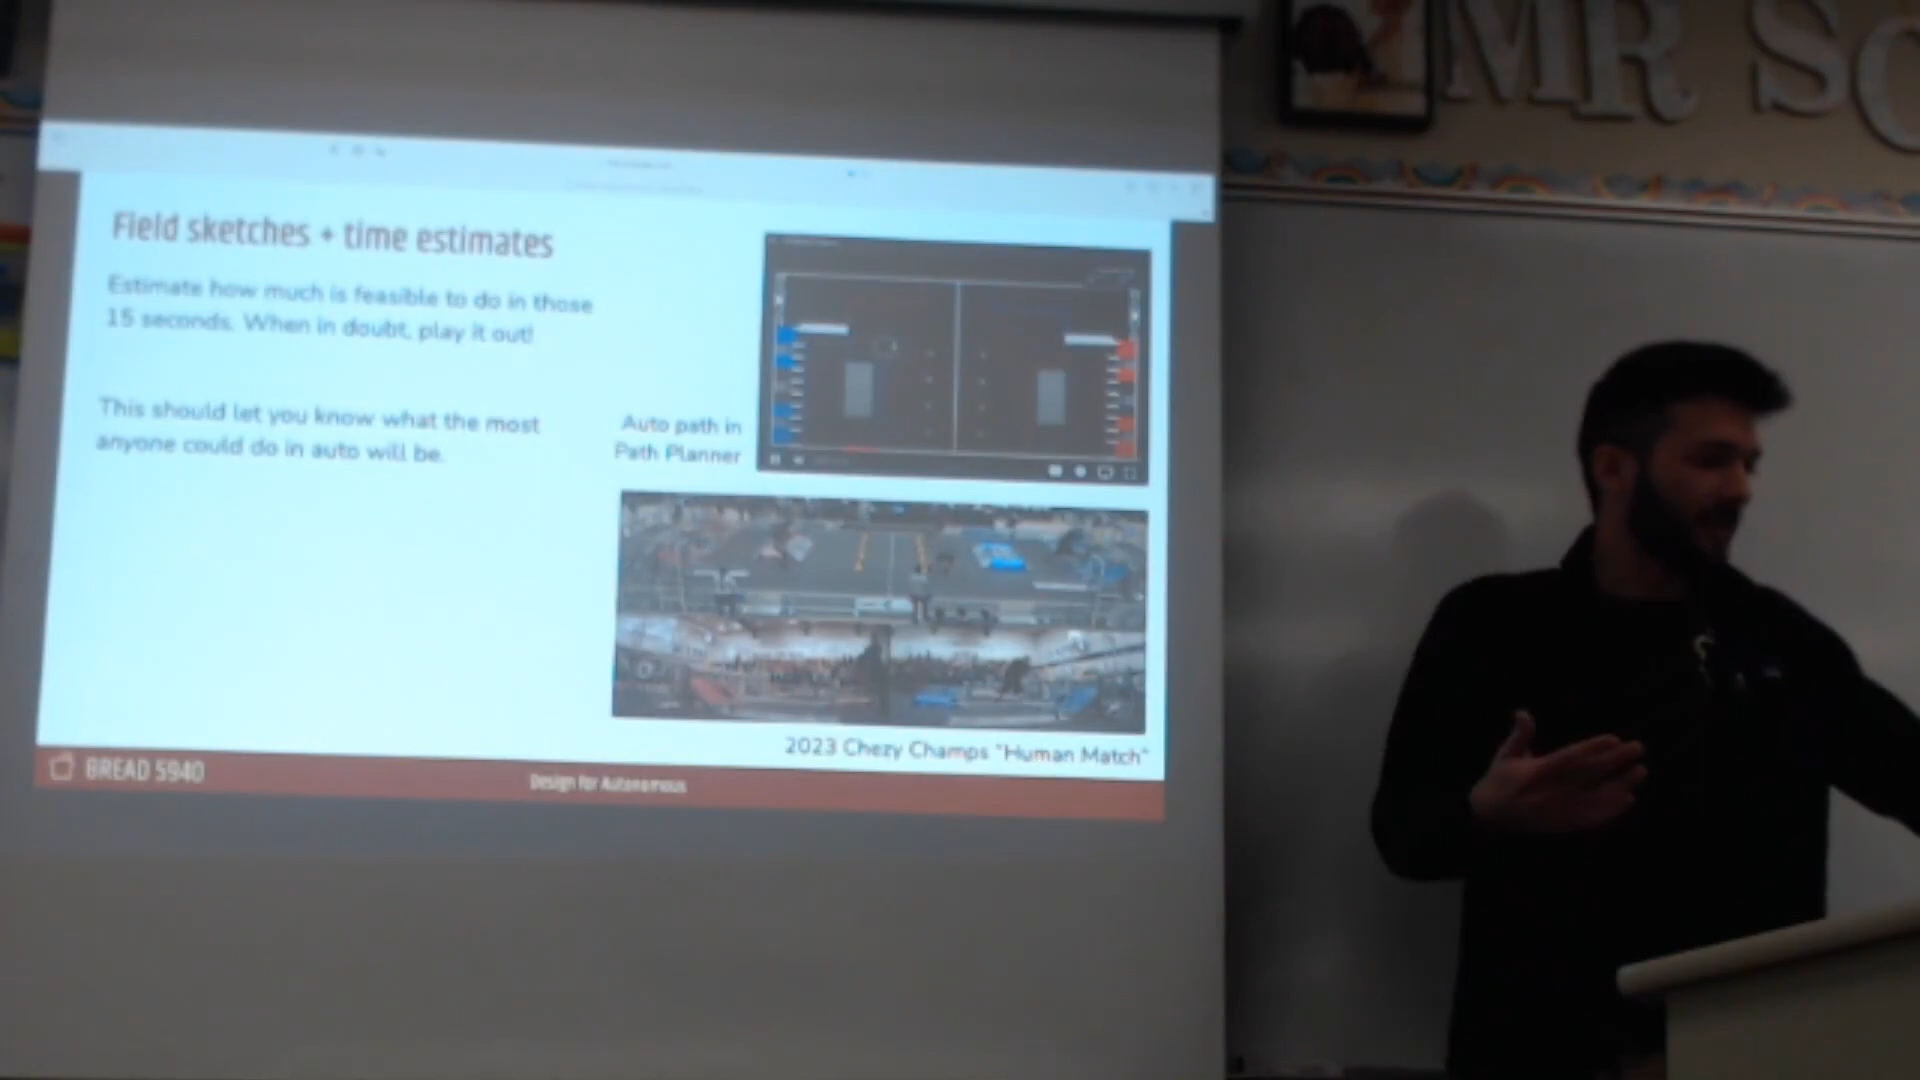 MR SC
Field sketches + time estimates
Estimate how much is feasible to do in those
15 seconds. When in doubt, play it out!
This should let you know what the most
anyone could do in auto will be.
Auto path in
Path Planner
2023 Chezy Champs "Human Match"
BREAD 5940
Design for Autonomous